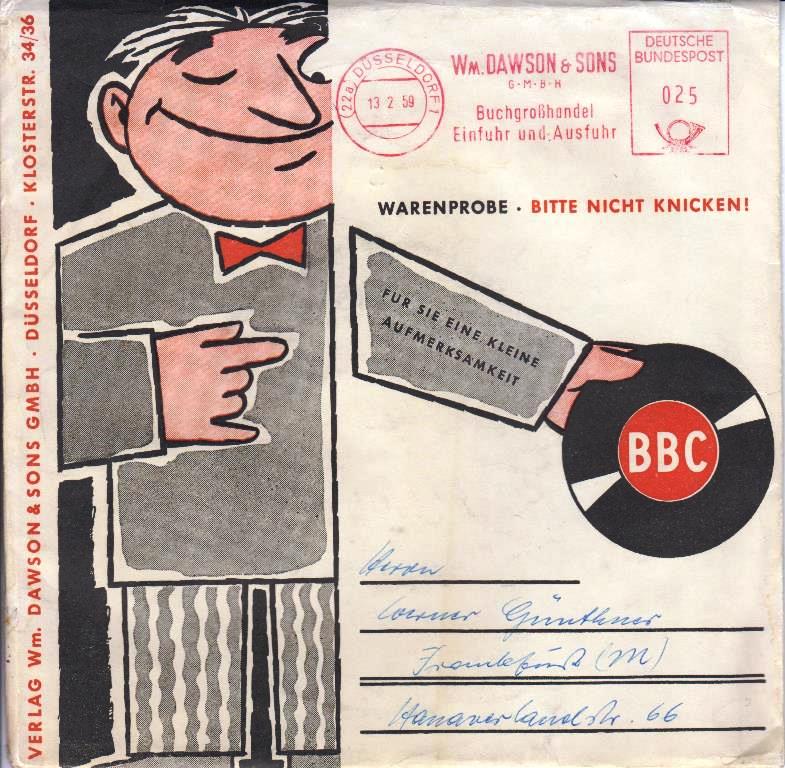 VERLAG Wm. DAWSON & SONS GMBH · DÜSSELDORF · KLOSTERSTR. 34/36
(22a) DÜSSELDORF 1
13 2 59
WM. DAWSON & SONS
G·M·B·H
Buchgroßhandel
Einfuhr und Ausfuhr
DEUTSCHE
BUNDESPOST
025
WARENPROBE · BITTE NICHT KNICKEN!
FÜR SIE EINE KLEINE
AUFMERKSAMKEIT
BBC
Herrn
Werner Günthner
Frankfurt (M)
Hanauerlandstr. 66